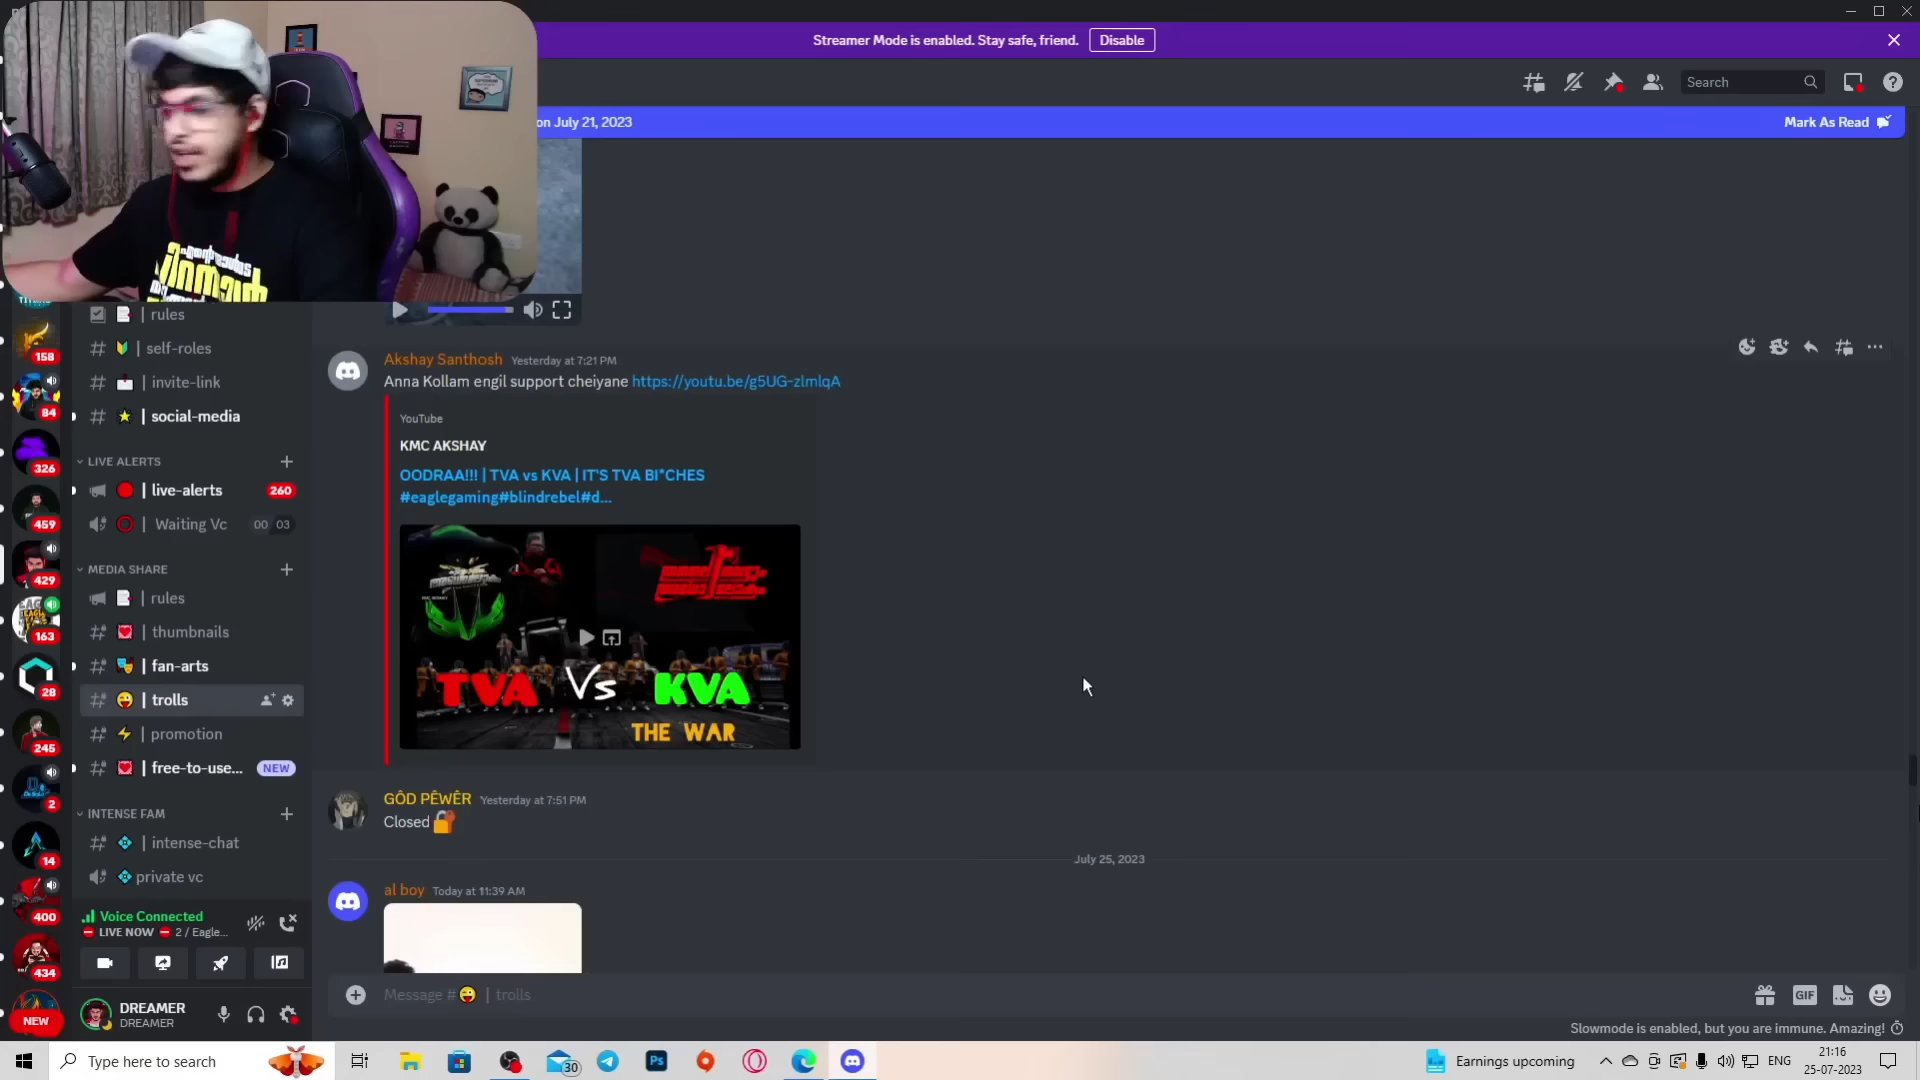 Streamer Mode is enabled. Stay safe, friend. Disable
Search
on July 21, 2023
Mark As Read
rules
self-roles
invite-link
social-media
LIVE ALERTS
live-alerts 260
Waiting Vc 00 03
MEDIA SHARE
rules
thumbnails
fan-arts
trolls
promotion
free-to-use... NEW
INTENSE FAM
intense-chat
private vc
158
84
326
459
429
163
28
245
2
14
400
434
NEW
Voice Connected
LIVE NOW 2 / Eagle...
DREAMER
DREAMER
Akshay Santhosh Yesterday at 7:21 PM
Anna Kollam engil support cheiyane https://youtu.be/g5UG-zlmlqA
YouTube
KMC AKSHAY
OODRAA!!! | TVA vs KVA | IT'S TVA BI*CHES
#eaglegaming#blindrebel#d...
TVA Vs KVA
THE WAR
GÔD PÊWÊR Yesterday at 7:51 PM
Closed
July 25, 2023
al boy Today at 11:39 AM
Message # | trolls
GIF
Slowmode is enabled, but you are immune. Amazing!
Type here to search
30
Ps
Earnings upcoming
ENG
21:16
25-07-2023